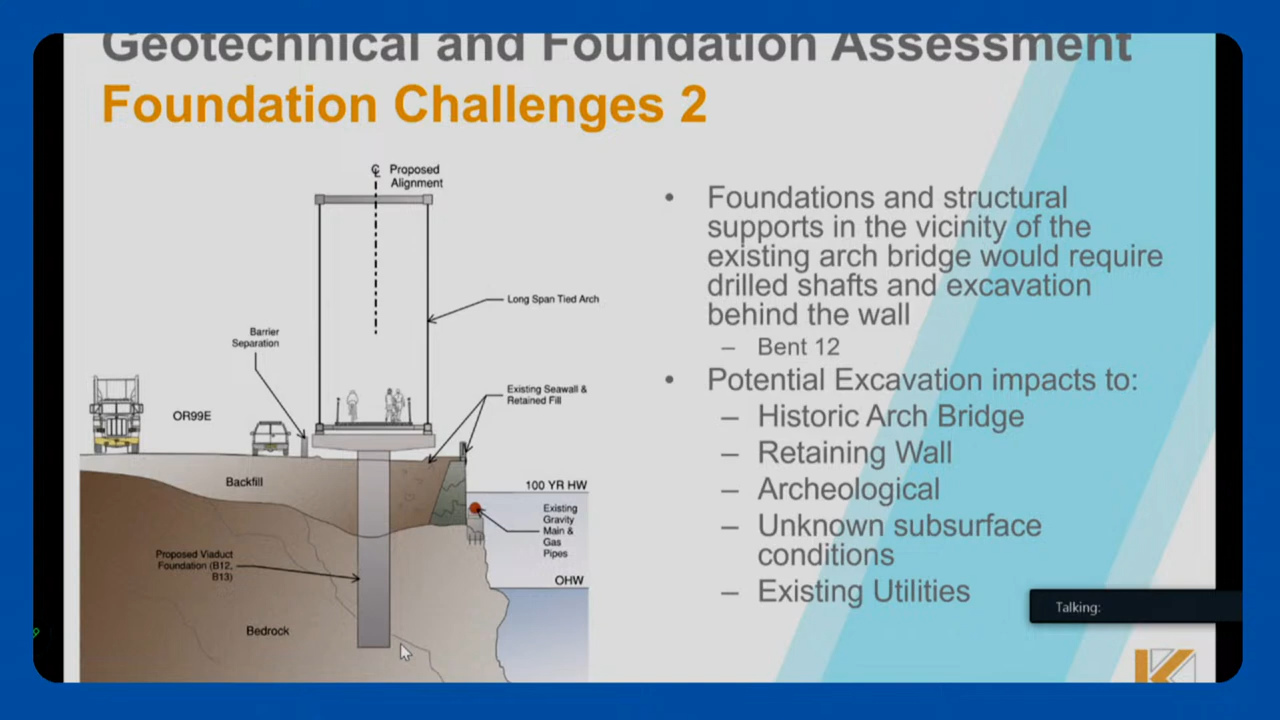 Geotechnical and Foundation Assessment
Foundation Challenges 2
℄ Proposed
Alignment
Long Span Tied Arch
Barrier
Separation
Existing Seawall &
Retained Fill
OR99E
Backfill
100 YR HW
Existing
Gravity
Main &
Gas
Pipes
Proposed Viaduct
Foundation (B12,
B13)
OHW
Bedrock
• Foundations and structural
supports in the vicinity of the
existing arch bridge would require
drilled shafts and excavation
behind the wall
– Bent 12
• Potential Excavation impacts to:
– Historic Arch Bridge
– Retaining Wall
– Archeological
– Unknown subsurface
conditions
– Existing Utilities
Talking: